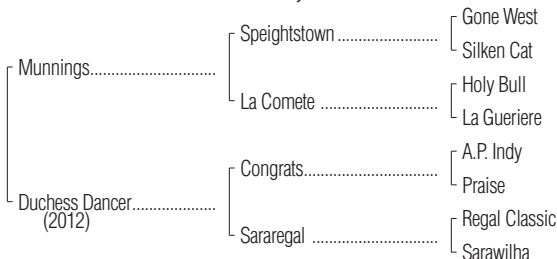 Gone West
Speightstown
Silken Cat
Munnings
Holy Bull
La Comete
La Gueriere
A.P. Indy
Congrats
Praise
Duchess Dancer
(2012)
Regal Classic
Sararegal
Sarawilha